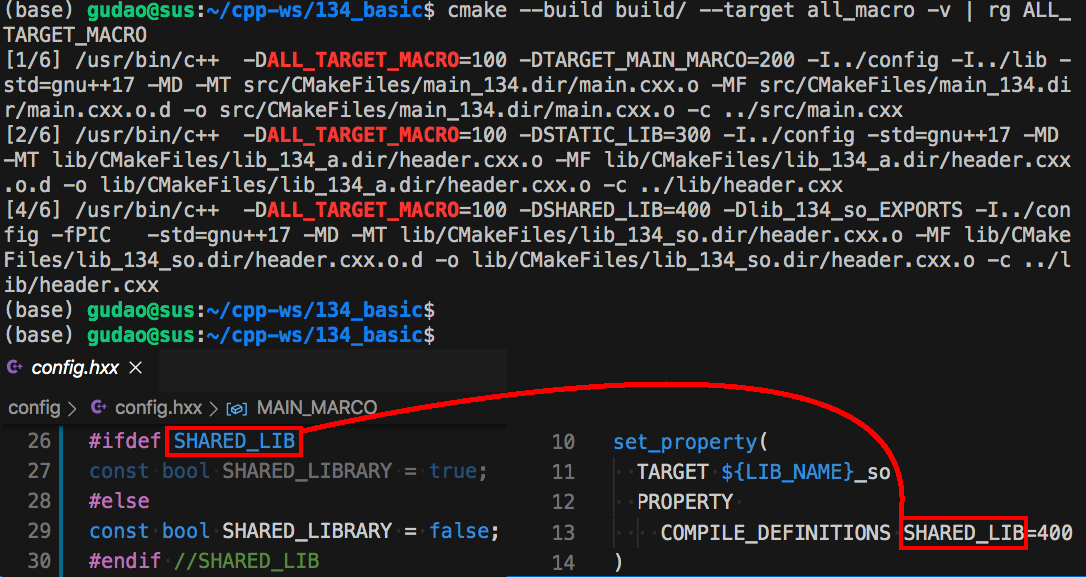 (base) gudao@sus:~/cpp-ws/134_basic$ cmake --build build/ --target all_macro -v | rg ALL_
TARGET_MACRO
[1/6] /usr/bin/c++  -DALL_TARGET_MACRO=100 -DTARGET_MAIN_MARCO=200 -I../config -I../lib -
std=gnu++17 -MD -MT src/CMakeFiles/main_134.dir/main.cxx.o -MF src/CMakeFiles/main_134.di
r/main.cxx.o.d -o src/CMakeFiles/main_134.dir/main.cxx.o -c ../src/main.cxx
[2/6] /usr/bin/c++  -DALL_TARGET_MACRO=100 -DSTATIC_LIB=300 -I../config -std=gnu++17 -MD
-MT lib/CMakeFiles/lib_134_a.dir/header.cxx.o -MF lib/CMakeFiles/lib_134_a.dir/header.cxx
.o.d -o lib/CMakeFiles/lib_134_a.dir/header.cxx.o -c ../lib/header.cxx
[4/6] /usr/bin/c++  -DALL_TARGET_MACRO=100 -DSHARED_LIB=400 -Dlib_134_so_EXPORTS -I../con
fig -fPIC   -std=gnu++17 -MD -MT lib/CMakeFiles/lib_134_so.dir/header.cxx.o -MF lib/CMake
Files/lib_134_so.dir/header.cxx.o.d -o lib/CMakeFiles/lib_134_so.dir/header.cxx.o -c ../l
ib/header.cxx
(base) gudao@sus:~/cpp-ws/134_basic$
(base) gudao@sus:~/cpp-ws/134_basic$
config.hxx
config > config.hxx > MAIN_MARCO
26 #ifdef SHARED_LIB
27 const bool SHARED_LIBRARY = true;
28 #else
29 const bool SHARED_LIBRARY = false;
30 #endif //SHARED_LIB
10 set_property(
11 TARGET ${LIB_NAME}_so
12 PROPERTY
13 COMPILE_DEFINITIONS SHARED_LIB=400
14 )